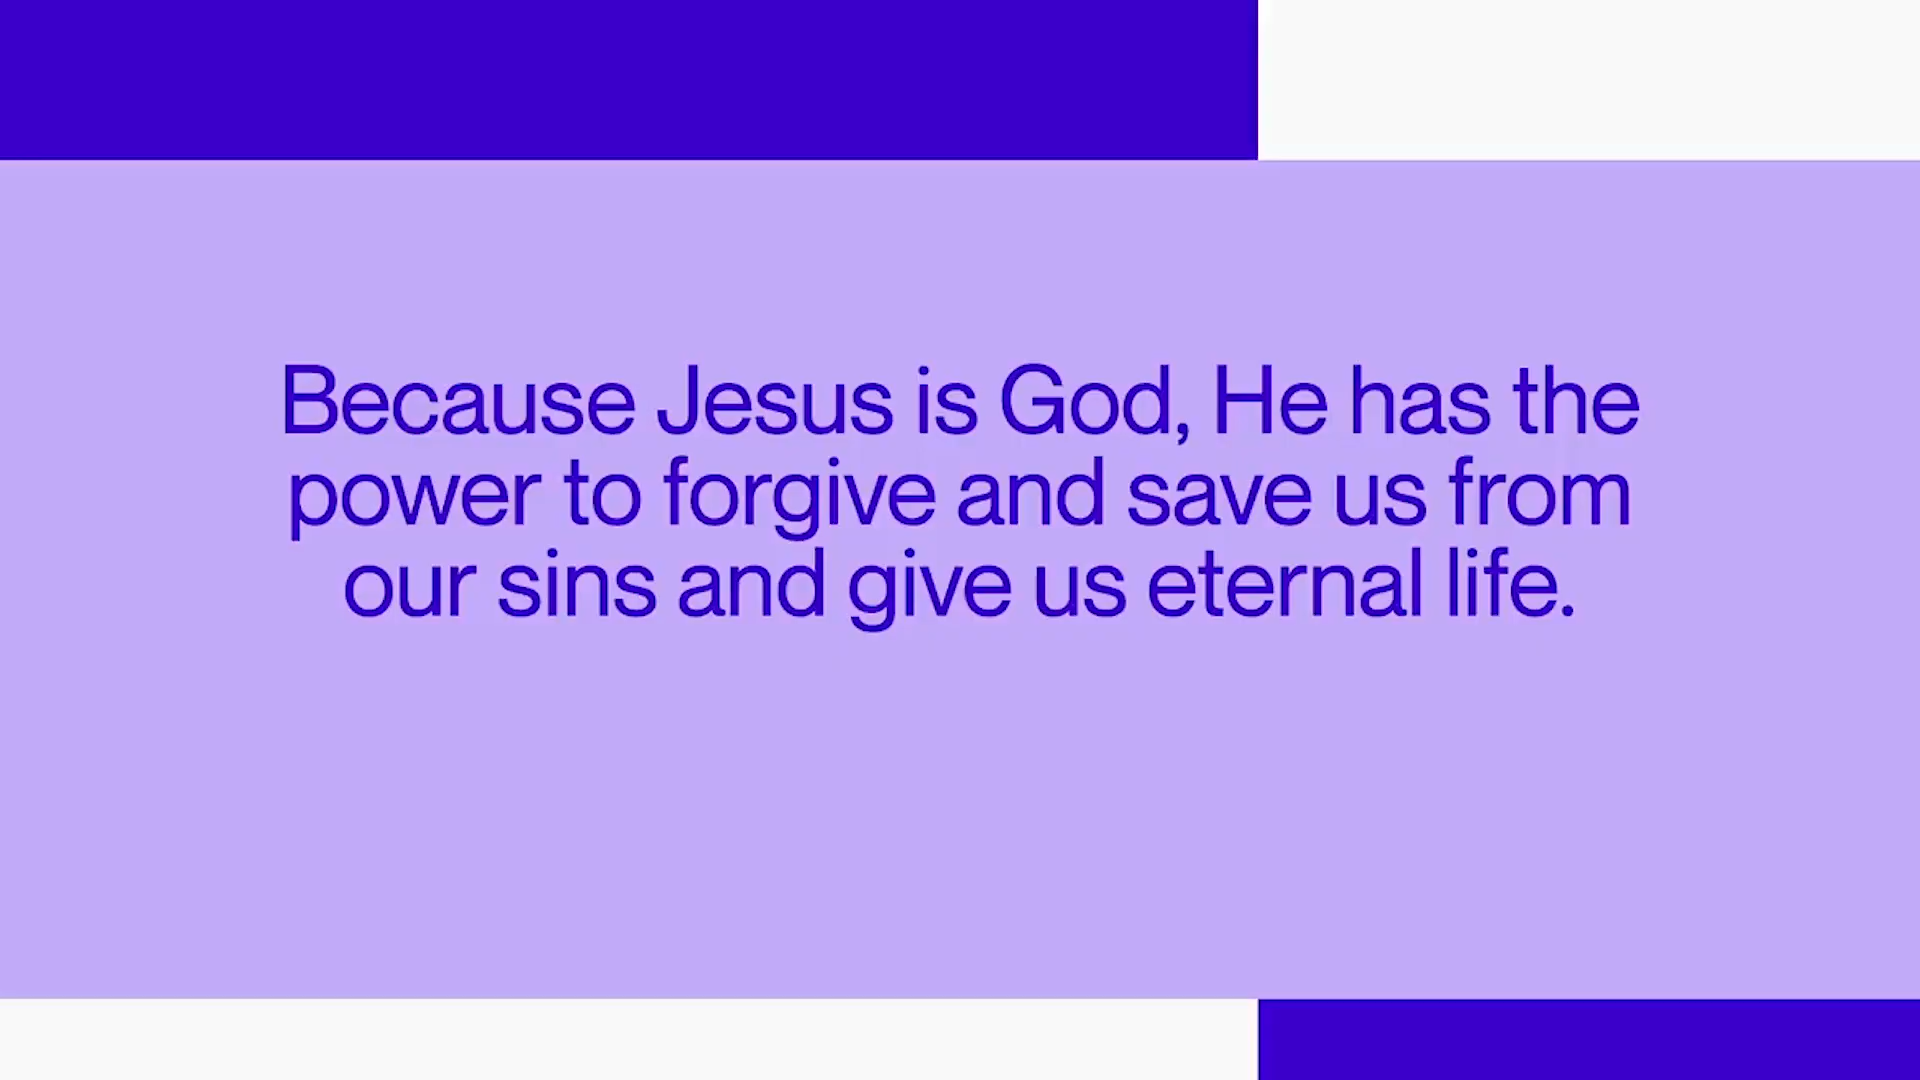 Because Jesus is God, He has the
power to forgive and save us from
our sins and give us eternal life.